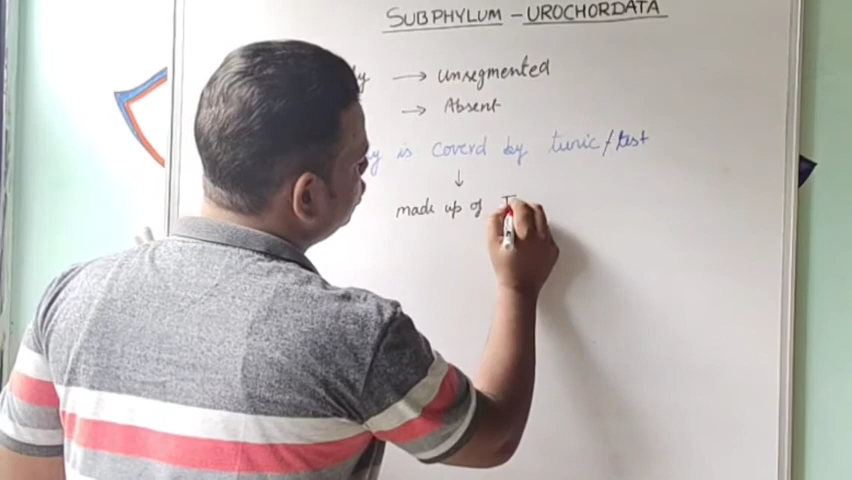 SUBPHYLUM - UROCHORDATA
→ Unsegmented
→ Absent
is coverd by tunic/test
↓
made up of T